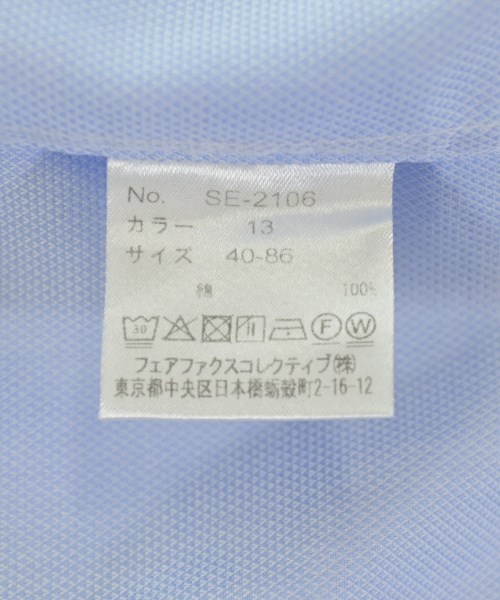 No. SE-2106
カラー 13
サイズ 40-86
綿 100%
30 F W
フェアファクスコレクティブ(株)
東京都中央区日本橋蛎殻町2-16-12